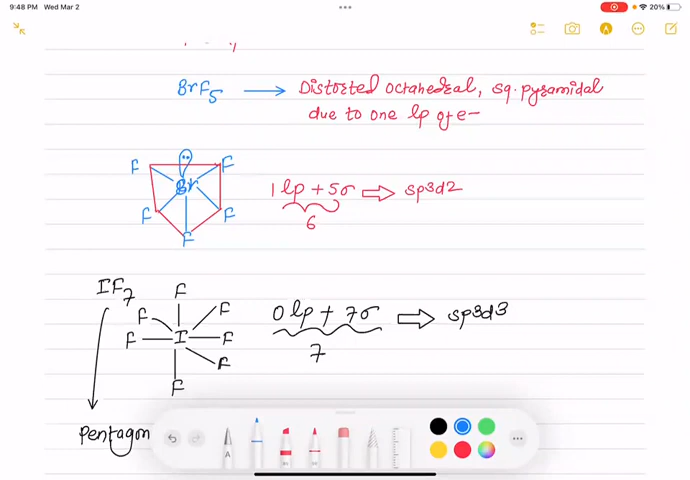 9:48 PM Wed Mar 2
20%
BrF5
Distorted octahedral, sq. pyramidal
due to one lp of e-
F F
Br
F F
F
1 lp + 5σ ⇒ sp3d2
6
IF7
F
F F
F I F
F
F
0 lp + 7σ ⇒ sp3d3
7
Pentagon
A